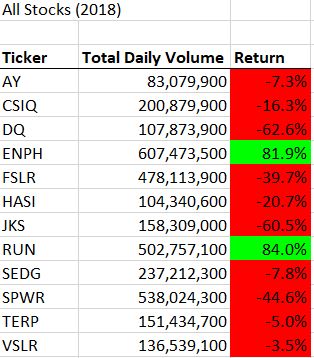 All Stocks (2018)
Ticker Total Daily Volume Return
AY 83,079,900 -7.3%
CSIQ 200,879,900 -16.3%
DQ 107,873,900 -62.6%
ENPH 607,473,500 81.9%
FSLR 478,113,900 -39.7%
HASI 104,340,600 -20.7%
JKS 158,309,000 -60.5%
RUN 502,757,100 84.0%
SEDG 237,212,300 -7.8%
SPWR 538,024,300 -44.6%
TERP 151,434,700 -5.0%
VSLR 136,539,100 -3.5%